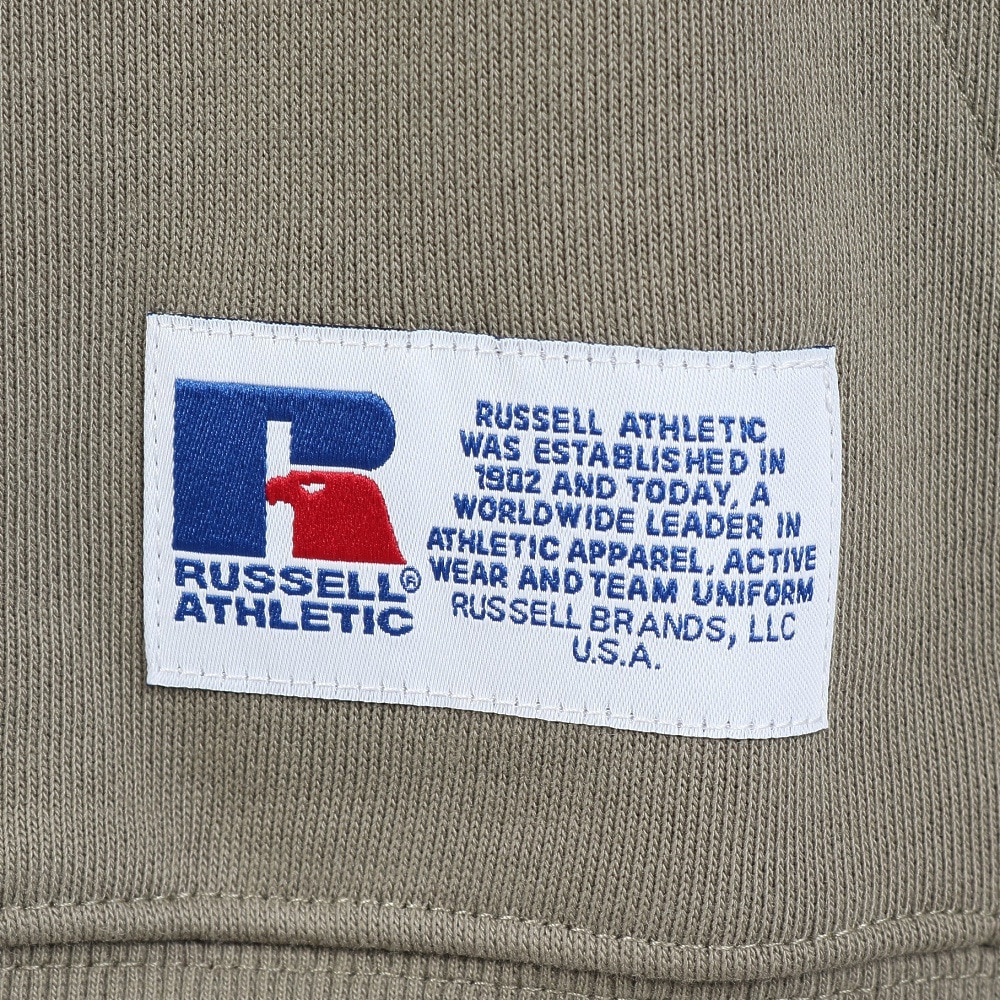 RUSSELL®
ATHLETIC
RUSSELL ATHLETIC
WAS ESTABLISHED IN
1902 AND TODAY, A
WORLDWIDE LEADER IN
ATHLETIC APPAREL, ACTIVE
WEAR AND TEAM UNIFORM
RUSSELL BRANDS, LLC
U.S.A.